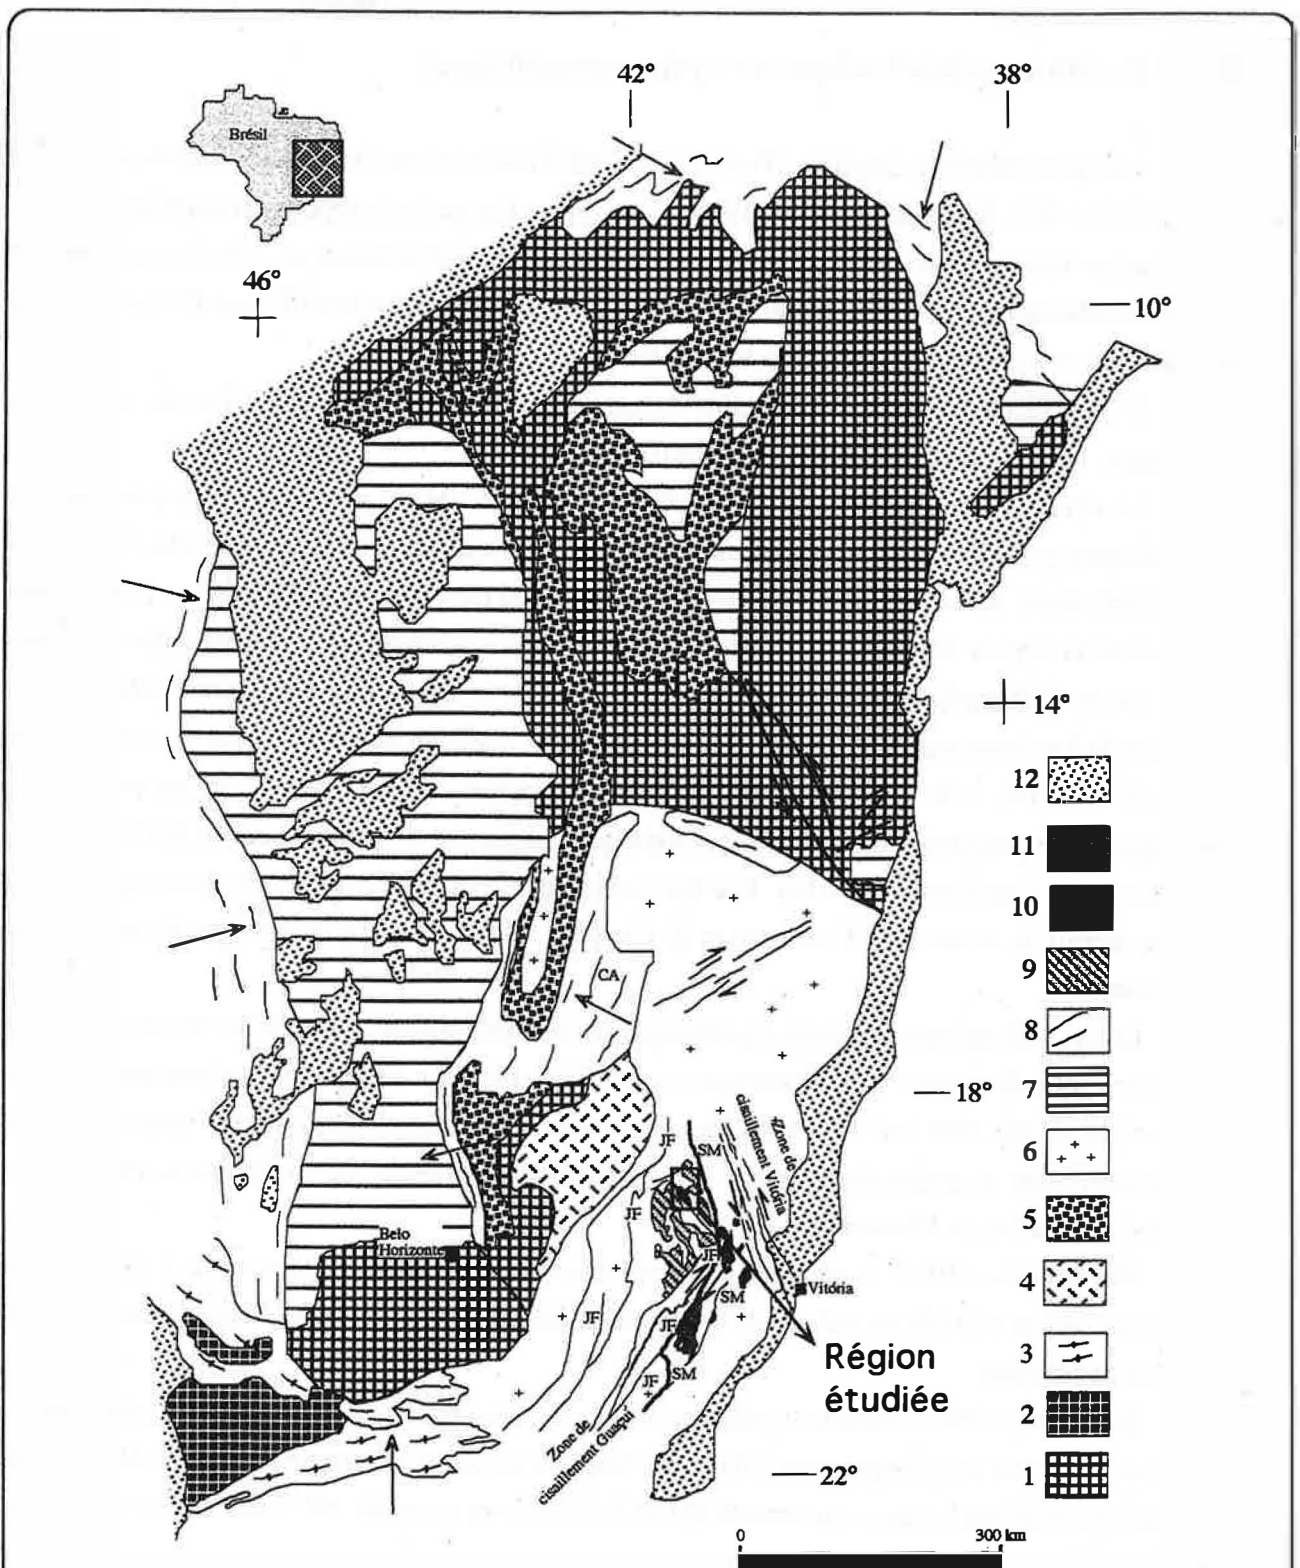 42°
38°
Brésil
46°
10°
14°
12
11
10
9
8
7
6
5
4
3
2
1
CA
18°
Zone de
cisaillement Vitória
JF
SM
JF
Belo
Horizonte
JF
SM
Vitória
JF
JF
SM
JF
Région
étudiée
Zone de
cisaillement Guaçuí
22°
0
300 km